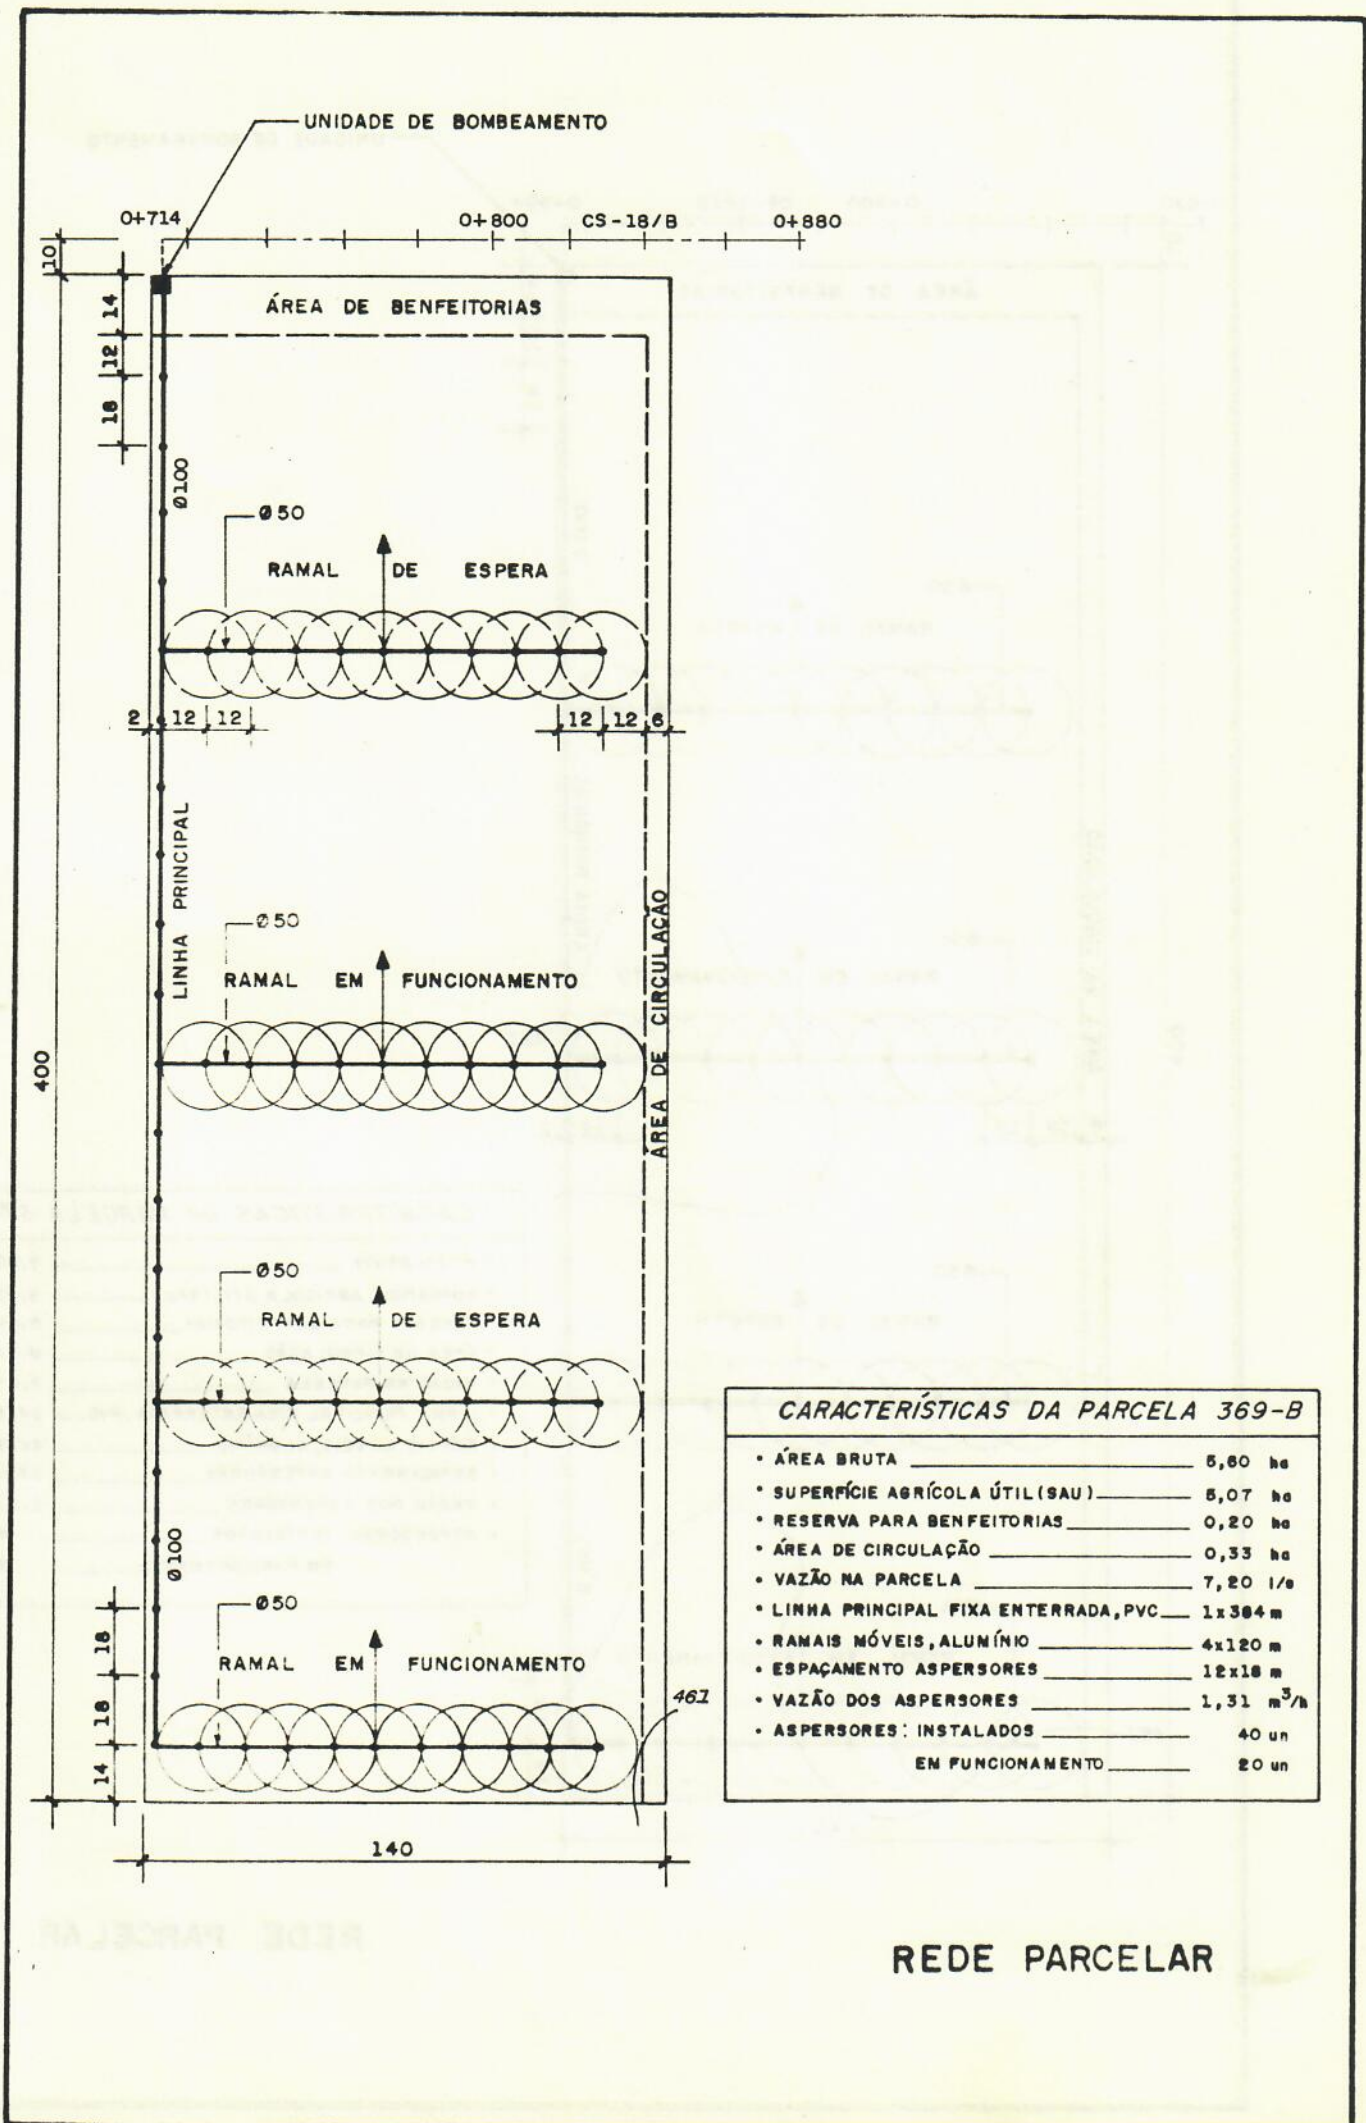 UNIDADE DE BOMBEAMENTO
0+714 0+800 CS-18/B 0+880
10
ÁREA DE BENFEITORIAS
14
12
18
Ø100
Ø50
RAMAL DE ESPERA
2 12 12 12 12 6
LINHA PRINCIPAL
Ø50
RAMAL EM FUNCIONAMENTO
ÁREA DE CIRCULAÇÃO
400
Ø50
RAMAL DE ESPERA
Ø100
Ø50
18
RAMAL EM FUNCIONAMENTO
461
18
14
140
CARACTERÍSTICAS DA PARCELA 369-B
• ÁREA BRUTA 5,60 ha
• SUPERFÍCIE AGRÍCOLA ÚTIL(SAU) 5,07 ha
• RESERVA PARA BENFEITORIAS 0,20 ha
• ÁREA DE CIRCULAÇÃO 0,33 ha
• VAZÃO NA PARCELA 7,20 l/s
• LINHA PRINCIPAL FIXA ENTERRADA, PVC 1x384 m
• RAMAIS MÓVEIS, ALUMÍNIO 4x120 m
• ESPAÇAMENTO ASPERSORES 12x18 m
• VAZÃO DOS ASPERSORES 1,31 m³/h
• ASPERSORES: INSTALADOS 40 un
EM FUNCIONAMENTO 20 un
REDE PARCELAR